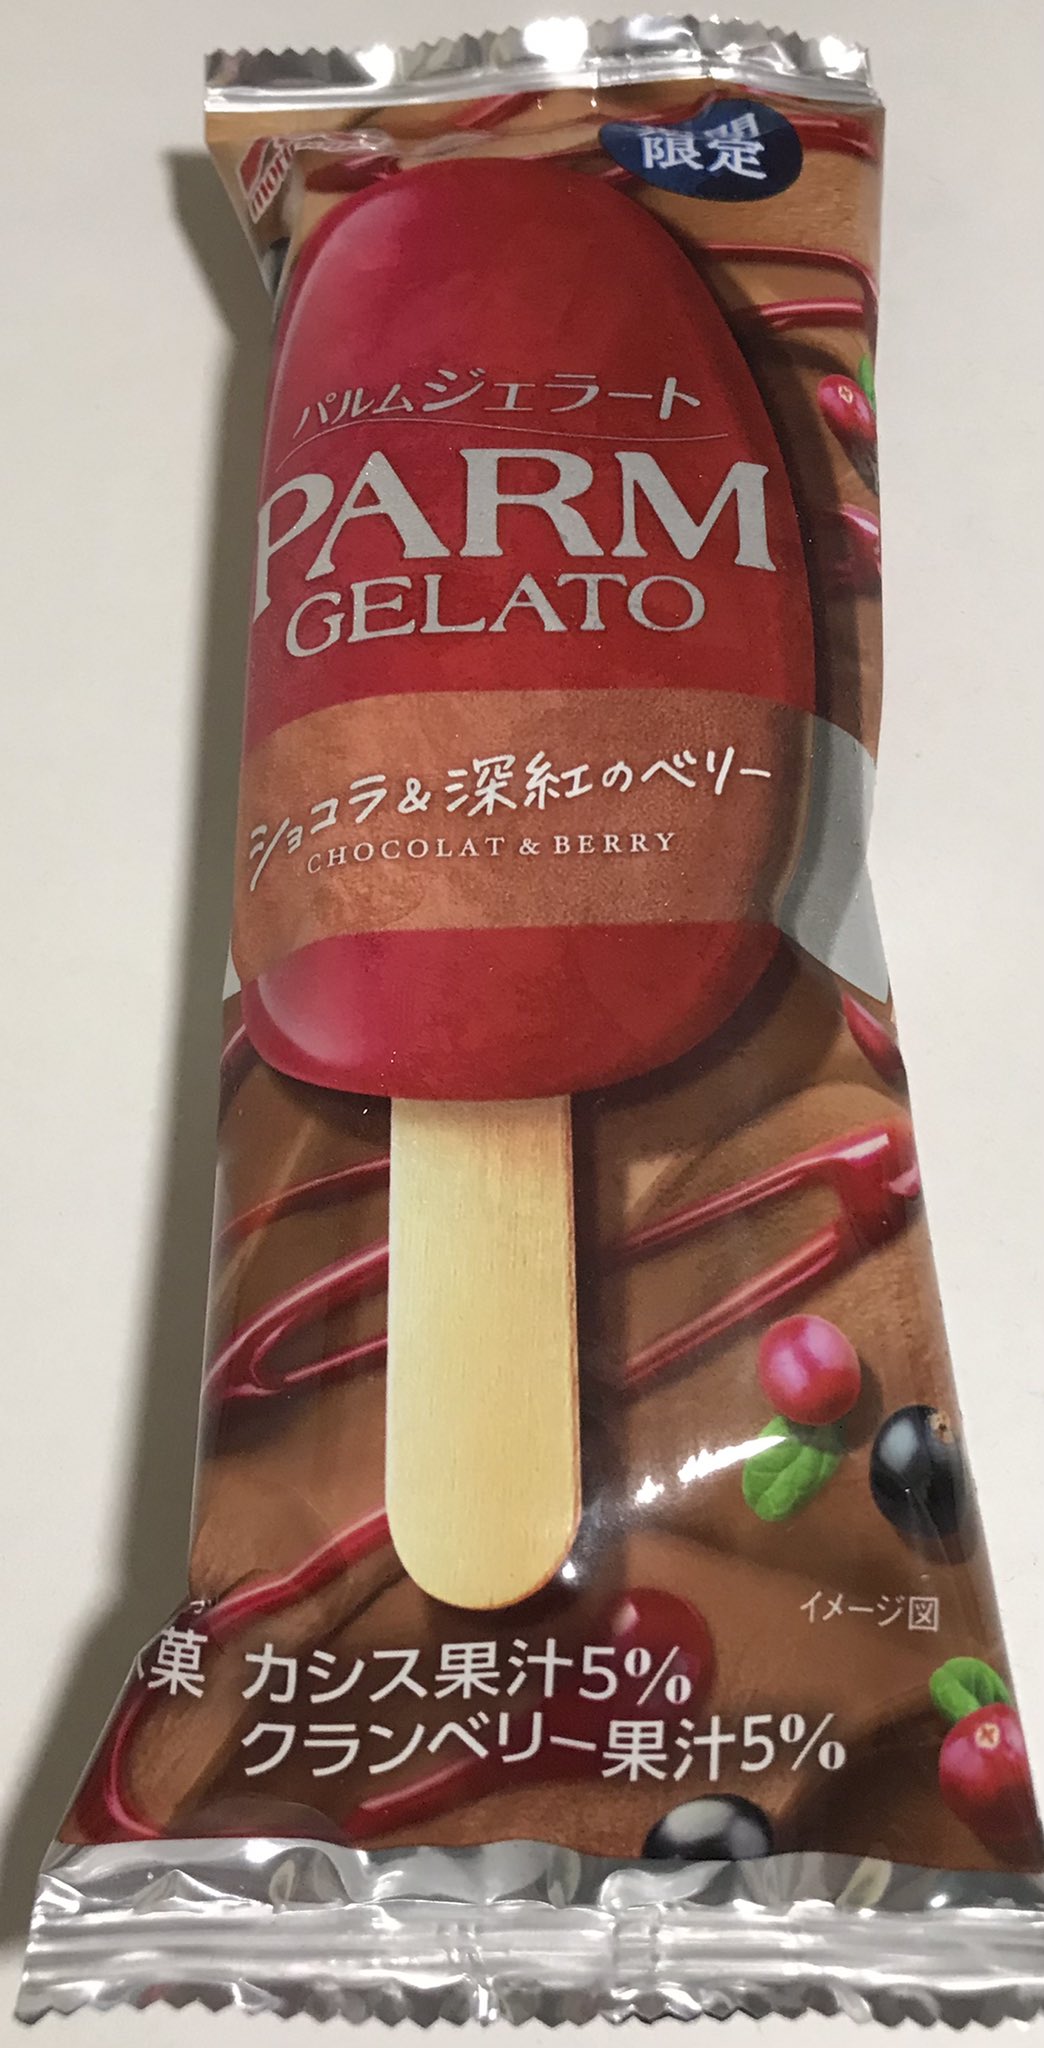 限定
パルムジェラート
PARM
GELATO
ショコラ&深紅のベリー
CHOCOLAT & BERRY
イメージ図
菓
カシス果汁5%
クランベリー果汁5%